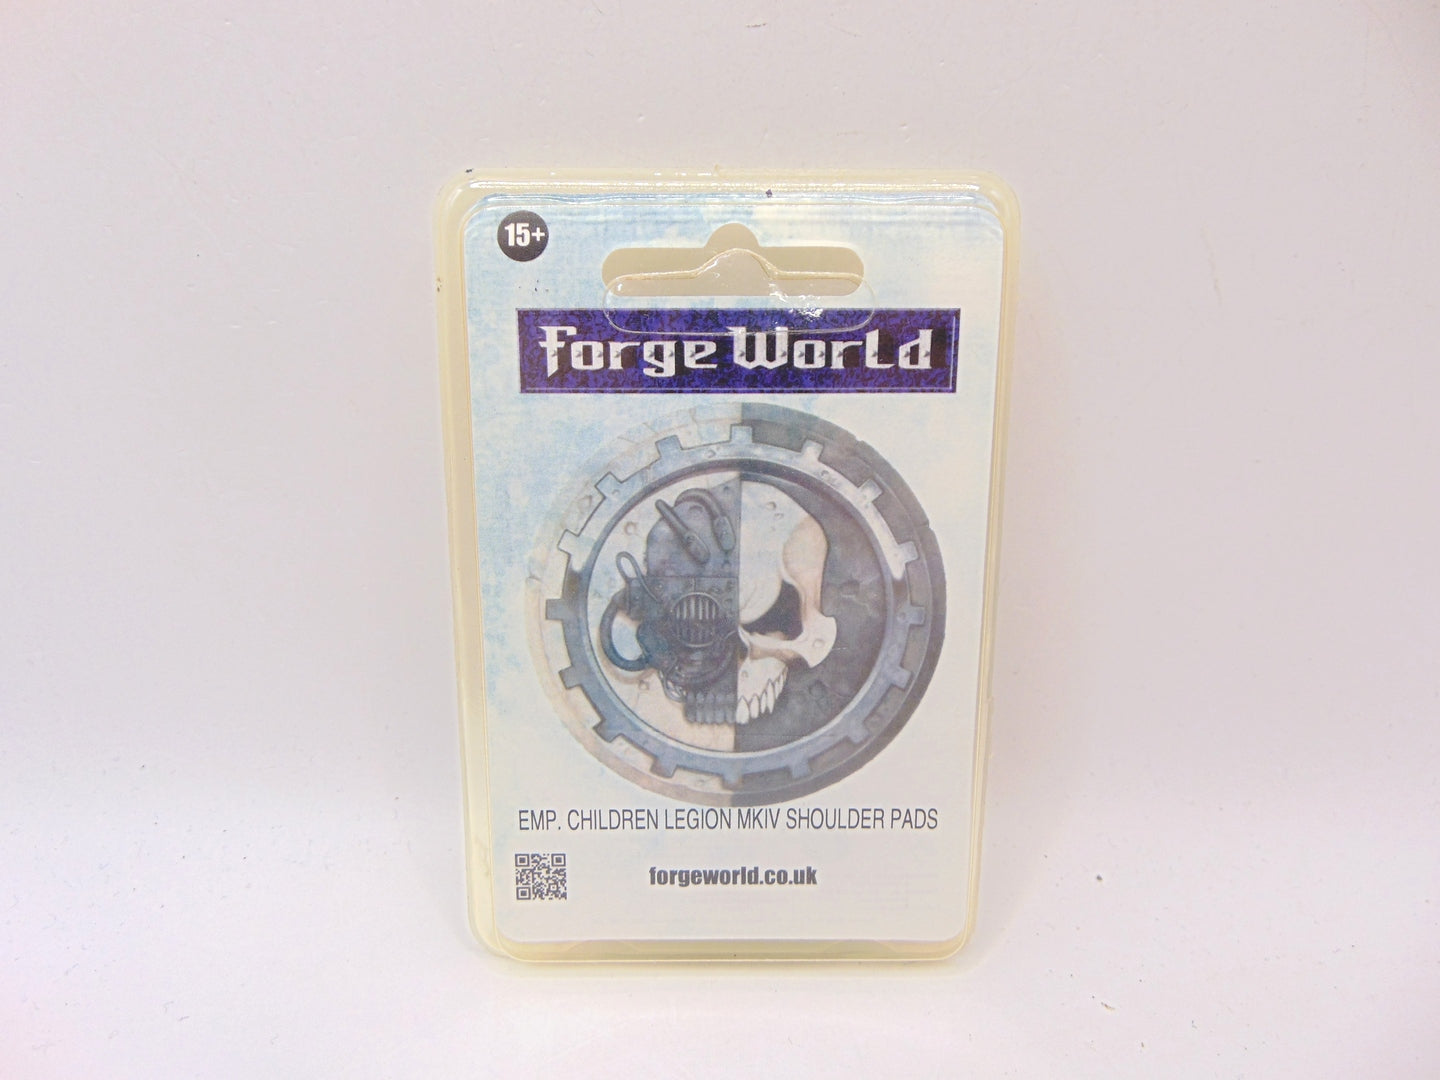 15+
Forge World
EMP. CHILDREN LEGION MKIV SHOULDER PADS
forgeworld.co.uk